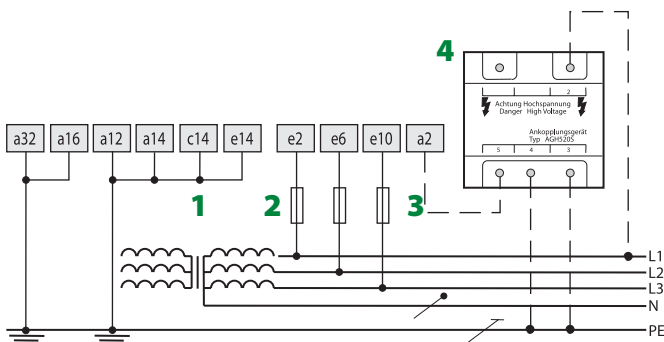 4
2
Achtung Hochspannung
Danger High Voltage
Ankopplungsgerät
Typ AGH520S
5 4 3
a32 a16 a12 a14 c14 e14 e2 e6 e10 a2
1 2 3
L1
L2
L3
N
PE